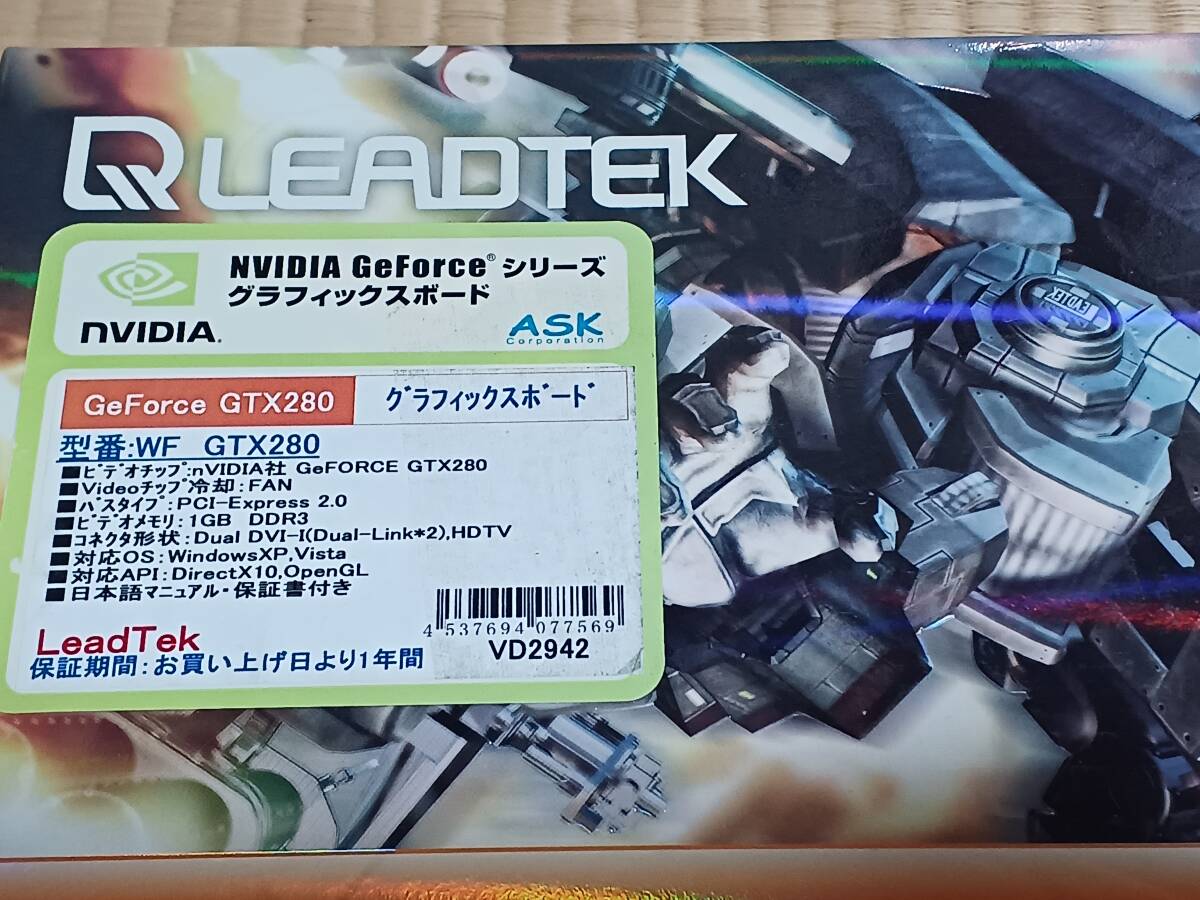 LEADTEK
NVIDIA GeForce® シリーズ
グラフィックスボード
nVIDIA.
ASK
Corporation
GeForce GTX280
グラフィックスボード
型番:WF GTX280
■ビデオチップ:nVIDIA社 GeFORCE GTX280
■Videoチップ冷却:FAN
■バスタイプ:PCI-Express 2.0
■ビデオメモリ:1GB DDR3
■コネクタ形状:Dual DVI-I(Dual-Link*2),HDTV
■対応OS:WindowsXP,Vista
■対応API:DirectX10,OpenGL
■日本語マニュアル・保証書付き
LeadTek
保証期間:お買い上げ日より1年間
4 537694 077569
VD2942
LEADTEK